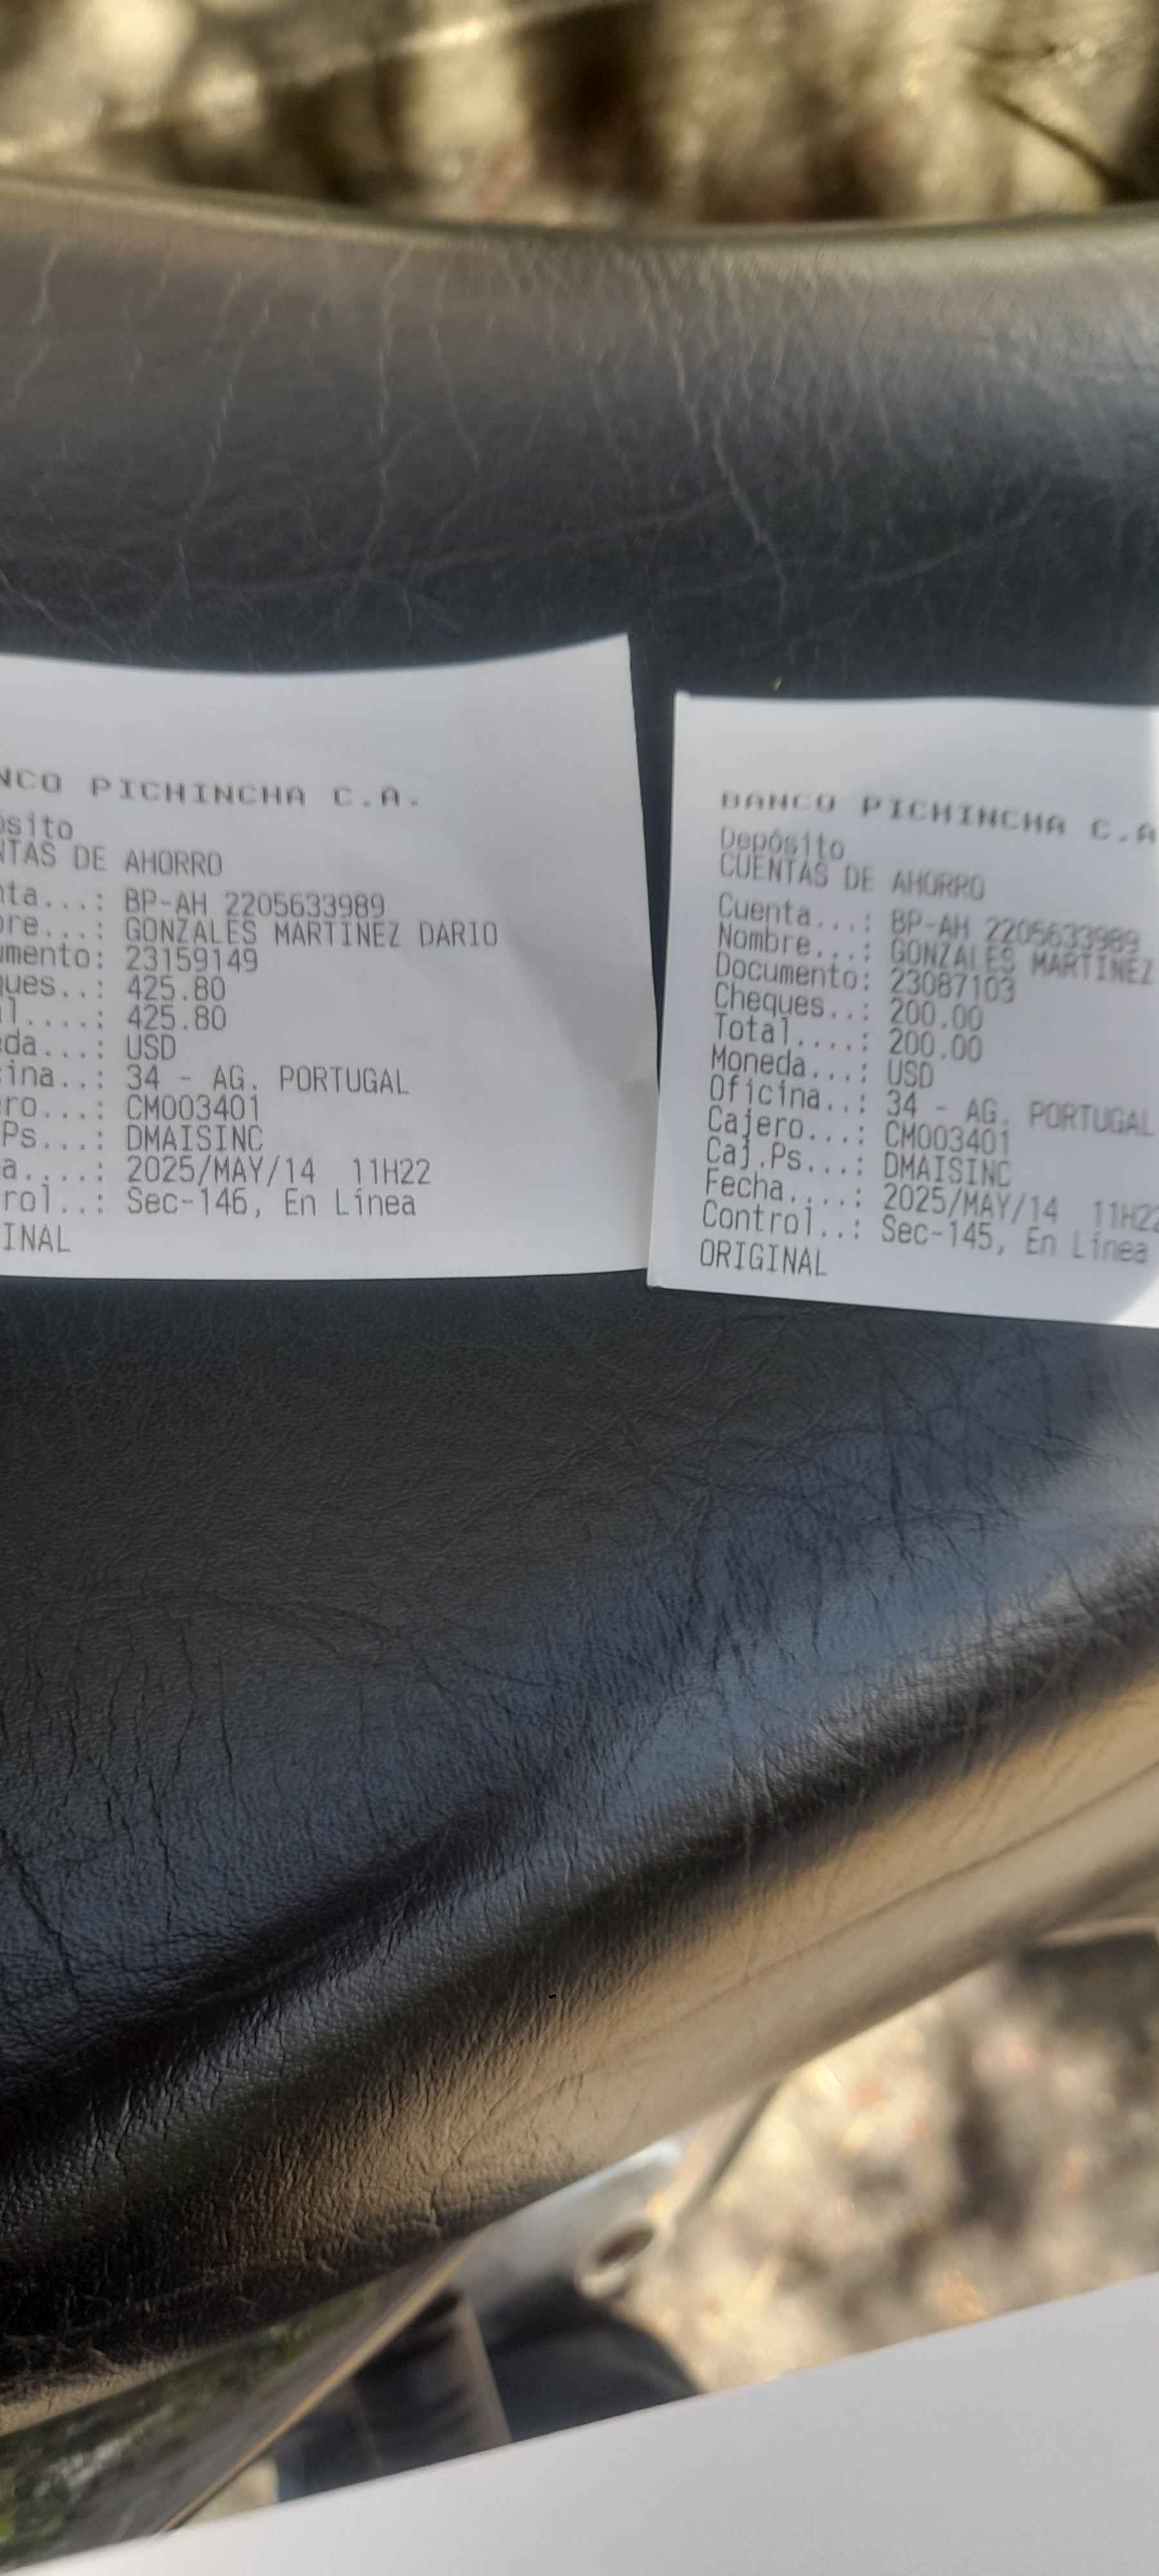 NCO PICHINCHA C.A.
ósito
NTAS DE AHORRO
nta...: BP-AH 2205633989
bre...: GONZALES MARTINEZ DARIO
umento: 23159149
ques..: 425.80
l.....: 425.80
eda...: USD
ina..: 34 - AG. PORTUGAL
ero...: CM003401
Ps...: DMAISINC
a.....: 2025/MAY/14 11H22
rol..: Sec-146, En Línea
INAL
BANCO PICHINCHA C.A
Depósito
CUENTAS DE AHORRO
Cuenta...: BP-AH 2205633989
Nombre...: GONZALES MARTINEZ
Documento: 23087103
Cheques..: 200.00
Total....: 200.00
Moneda...: USD
Oficina..: 34 - AG. PORTUGAL
Cajero...: CM003401
Caj.Ps...: DMAISINC
Fecha....: 2025/MAY/14 11H22
Control..: Sec-145, En Línea
ORIGINAL